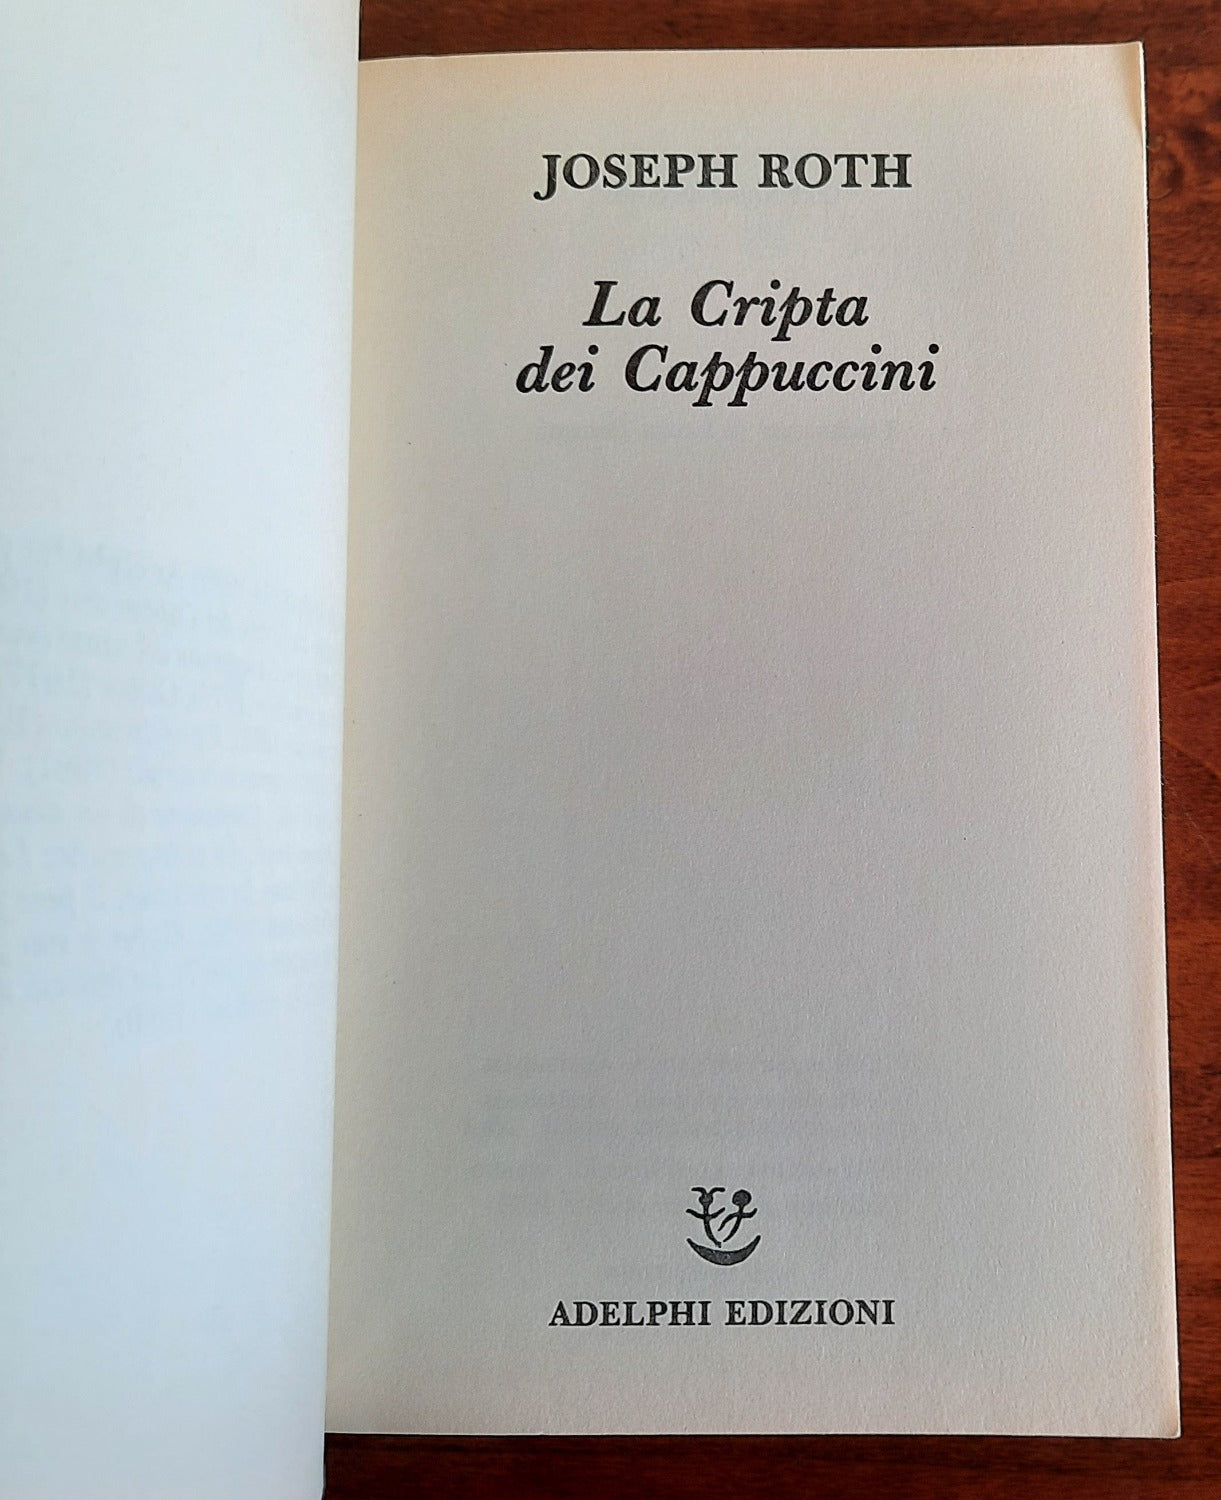 JOSEPH ROTH
La Cripta
dei Cappuccini
ADELPHI EDIZIONI